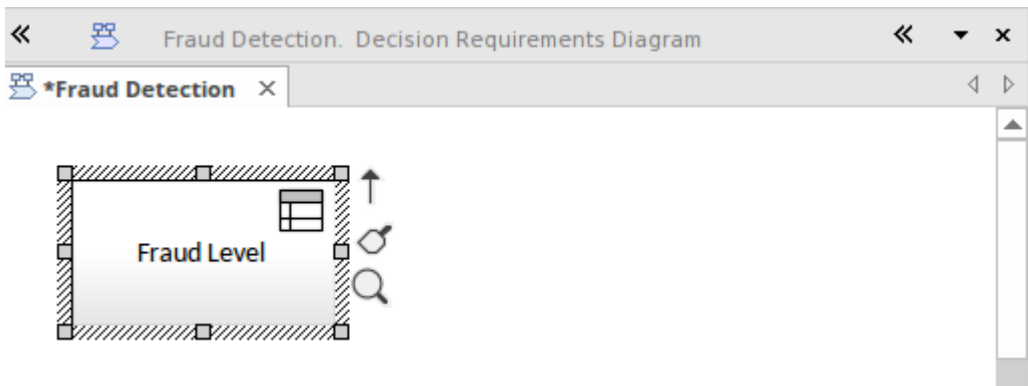 Fraud Detection. Decision Requirements Diagram
*Fraud Detection
Fraud Level